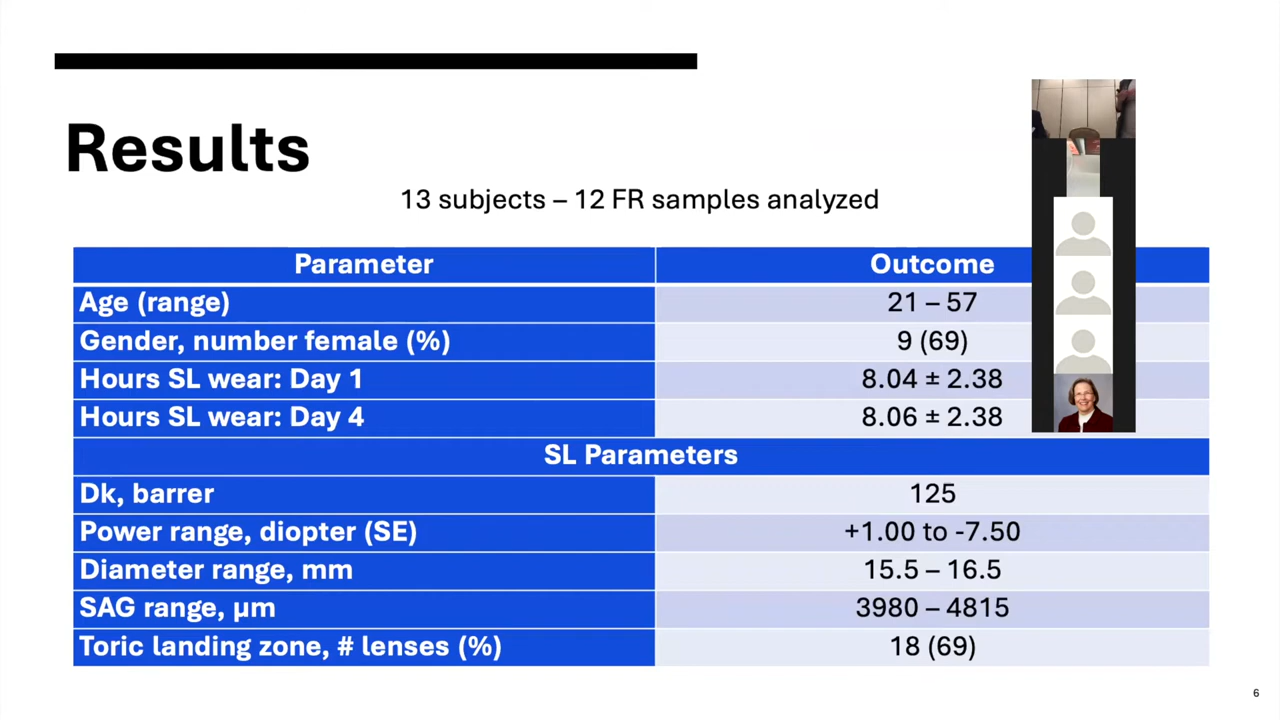 Results
13 subjects – 12 FR samples analyzed
Parameter Outcome
Age (range) 21 – 57
Gender, number female (%) 9 (69)
Hours SL wear: Day 1 8.04 ± 2.38
Hours SL wear: Day 4 8.06 ± 2.38
SL Parameters
Dk, barrer 125
Power range, diopter (SE) +1.00 to -7.50
Diameter range, mm 15.5 – 16.5
SAG range, µm 3980 – 4815
Toric landing zone, # lenses (%) 18 (69)
6